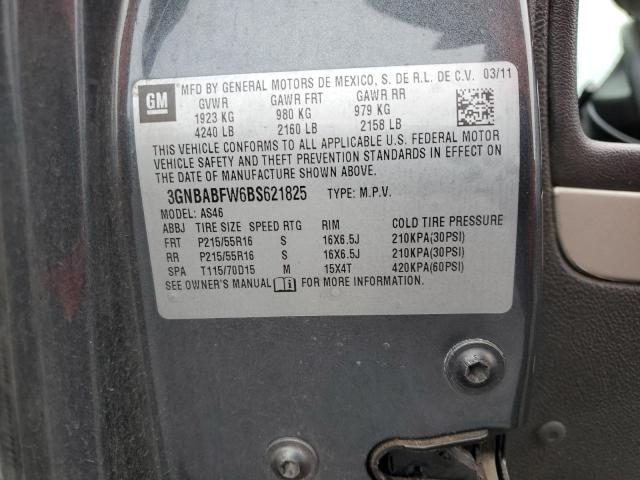 GM
MFD BY GENERAL MOTORS DE MEXICO, S. DE R.L. DE C.V. 03/11
GVWR GAWR FRT GAWR RR
1923 KG 980 KG 979 KG
4240 LB 2160 LB 2158 LB
THIS VEHICLE CONFORMS TO ALL APPLICABLE U.S. FEDERAL MOTOR
VEHICLE SAFETY AND THEFT PREVENTION STANDARDS IN EFFECT ON
THE DATE OF MANUFACTURE SHOWN ABOVE.
3GNBABFW6BS621825 TYPE: M.P.V.
MODEL: AS46
ABBJ TIRE SIZE SPEED RTG RIM COLD TIRE PRESSURE
FRT P215/55R16 S 16X6.5J 210KPA(30PSI)
RR P215/55R16 S 16X6.5J 210KPA(30PSI)
SPA T115/70D15 M 15X4T 420KPA(60PSI)
SEE OWNER'S MANUAL FOR MORE INFORMATION.